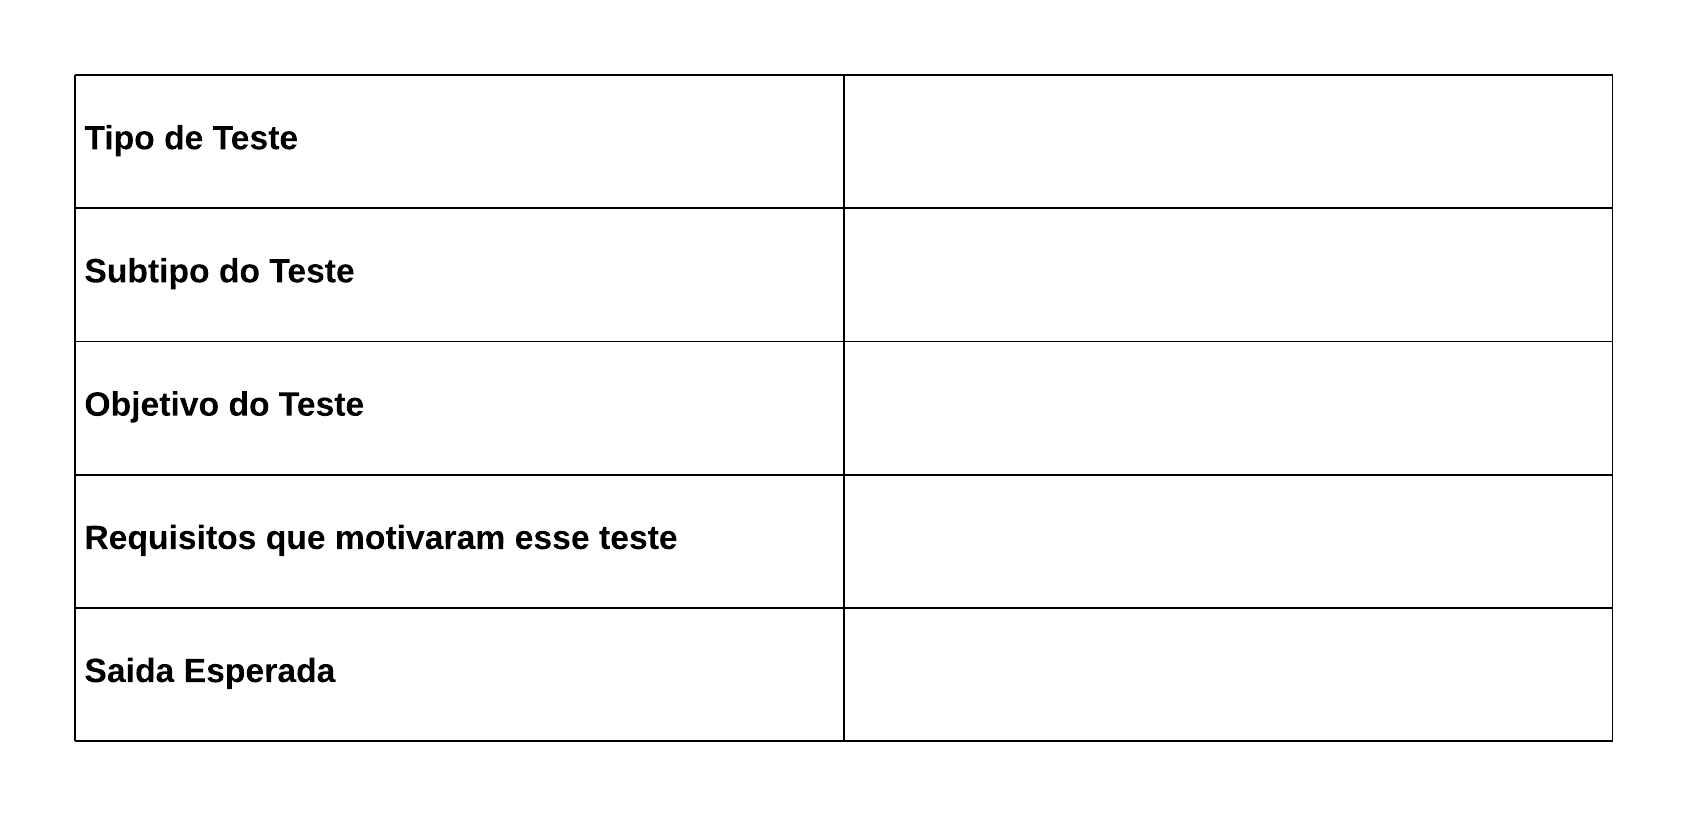 Tipo de Teste
Subtipo do Teste
Objetivo do Teste
Requisitos que motivaram esse teste
Saida Esperada